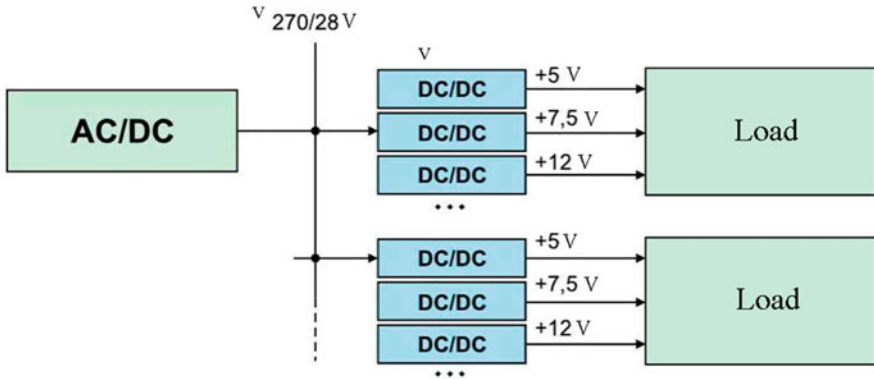 V 270/28 V
V
AC/DC
DC/DC
+5 V
DC/DC
+7,5 V
DC/DC
+12 V
Load
DC/DC
+5 V
DC/DC
+7,5 V
DC/DC
+12 V
Load